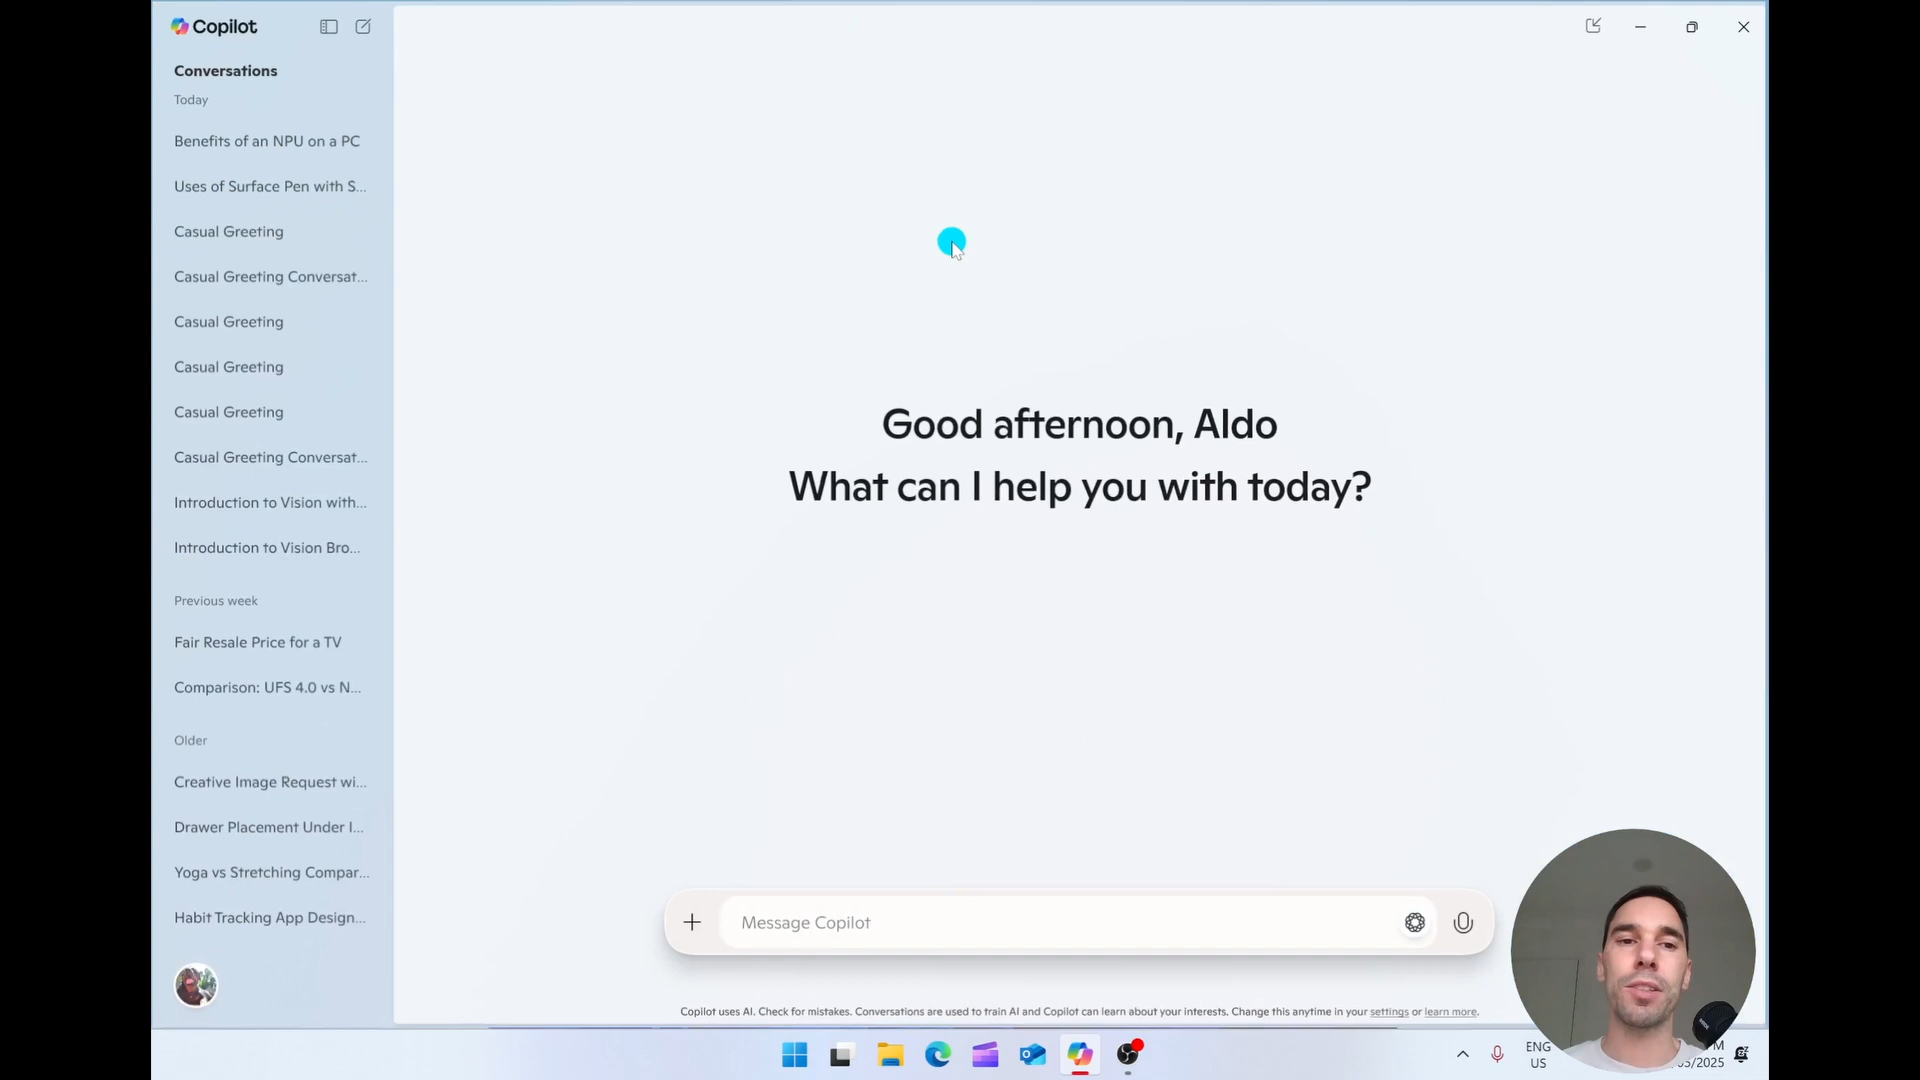 Copilot
Conversations
Today
Benefits of an NPU on a PC
Uses of Surface Pen with S...
Casual Greeting
Casual Greeting Conversat...
Casual Greeting
Casual Greeting
Casual Greeting
Casual Greeting Conversat...
Introduction to Vision with...
Introduction to Vision Bro...
Previous week
Fair Resale Price for a TV
Comparison: UFS 4.0 vs N...
Older
Creative Image Request wi...
Drawer Placement Under I...
Yoga vs Stretching Compar...
Habit Tracking App Design...
Good afternoon, Aldo
What can I help you with today?
Message Copilot
Copilot uses AI. Check for mistakes. Conversations are used to train AI and Copilot can learn about your interests. Change this anytime in your settings or learn more.
ENG
US